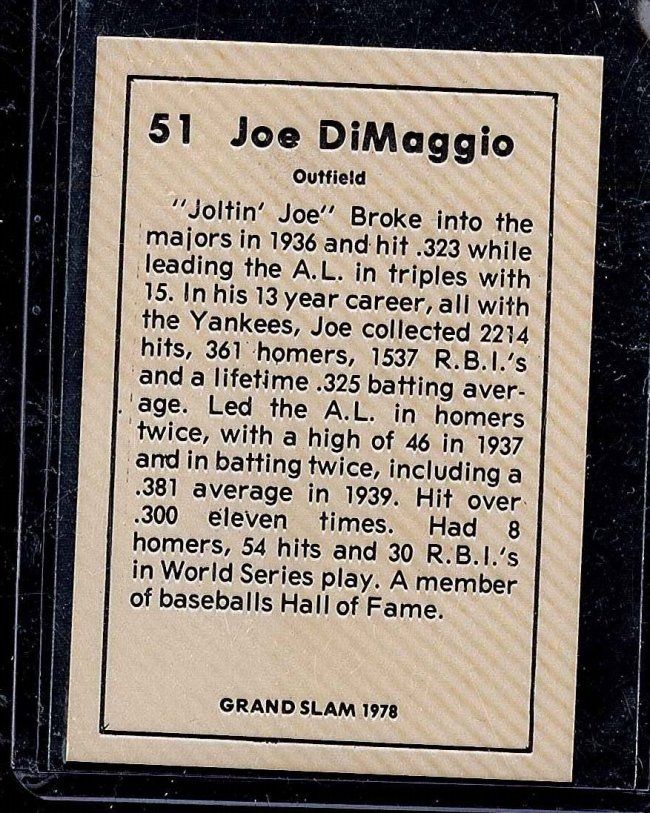 51 Joe DiMaggio
Outfield
"Joltin' Joe" Broke into the
majors in 1936 and hit .323 while
leading the A.L. in triples with
15. In his 13 year career, all with
the Yankees, Joe collected 2214
hits, 361 homers, 1537 R.B.I.'s
and a lifetime .325 batting aver-
age. Led the A.L. in homers
twice, with a high of 46 in 1937
and in batting twice, including a
.381 average in 1939. Hit over
.300 eleven times. Had 8
homers, 54 hits and 30 R.B.I.'s
in World Series play. A member
of baseballs Hall of Fame.
GRAND SLAM 1978